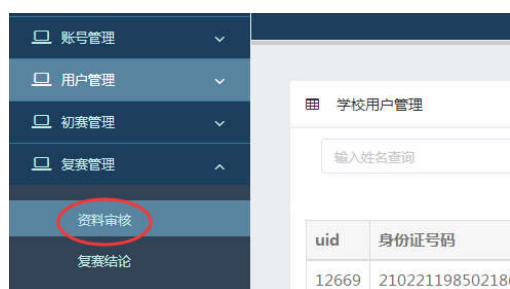 账号管理
用户管理
初赛管理
复赛管理
资料审核
复赛结论
学校用户管理
输入姓名查询
uid 身份证号码
12669